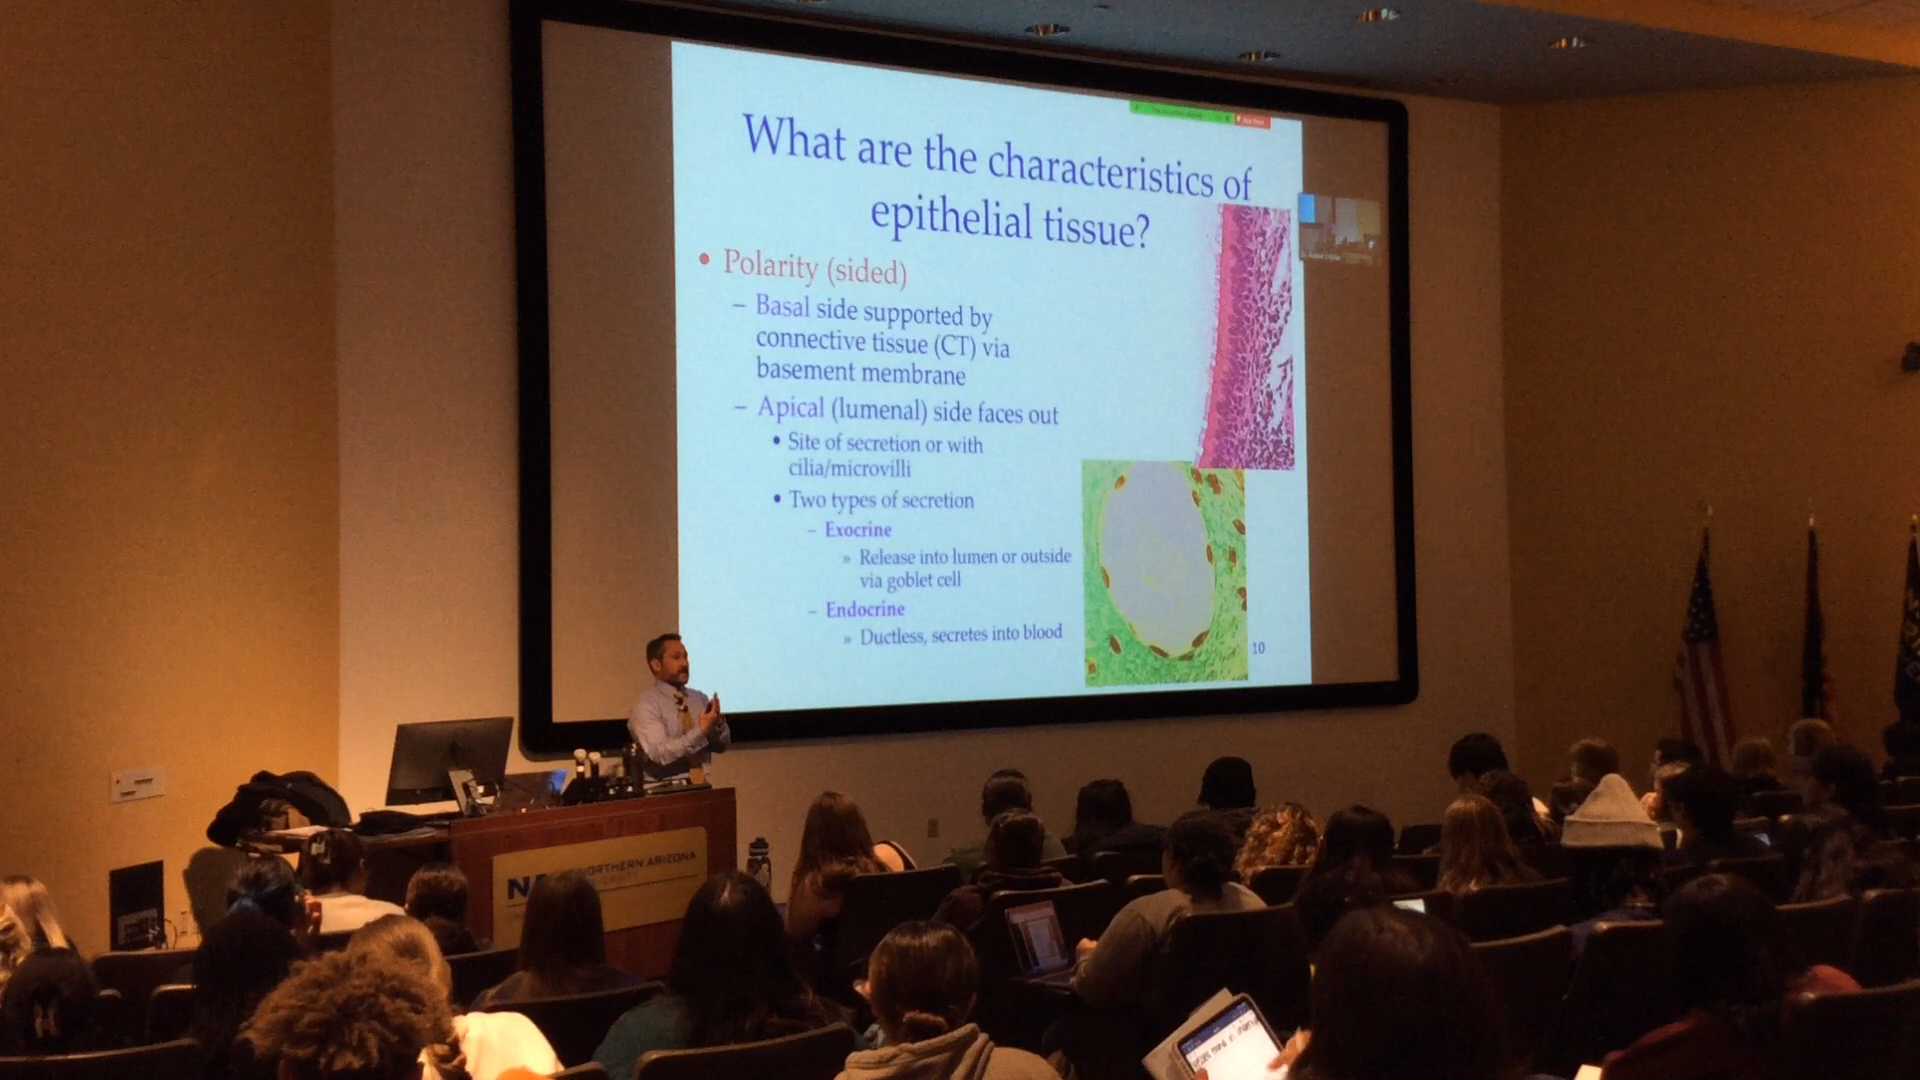 What are the characteristics of
epithelial tissue?
• Polarity (sided)
– Basal side supported by
connective tissue (CT) via
basement membrane
– Apical (lumenal) side faces out
• Site of secretion or with
cilia/microvilli
• Two types of secretion
– Exocrine
» Release into lumen or outside
via goblet cell
– Endocrine
» Ductless, secretes into blood
10
NORTHERN ARIZONA